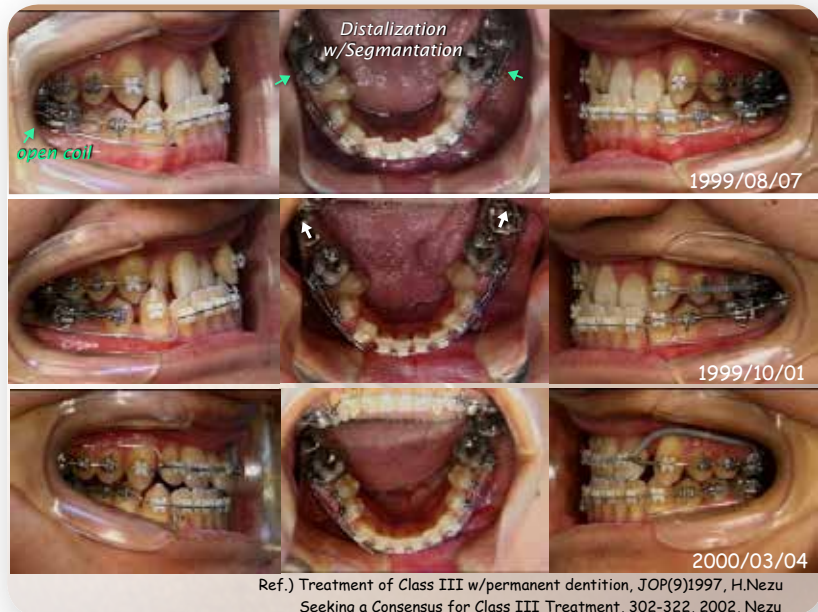 Distalization
w/Segmantation
open coil
1999/08/07
1999/10/01
2000/03/04
Ref.) Treatment of Class III w/permanent dentition, JOP(9)1997, H.Nezu
Seeking a Consensus for Class III Treatment, 302-322, 2002, Nezu